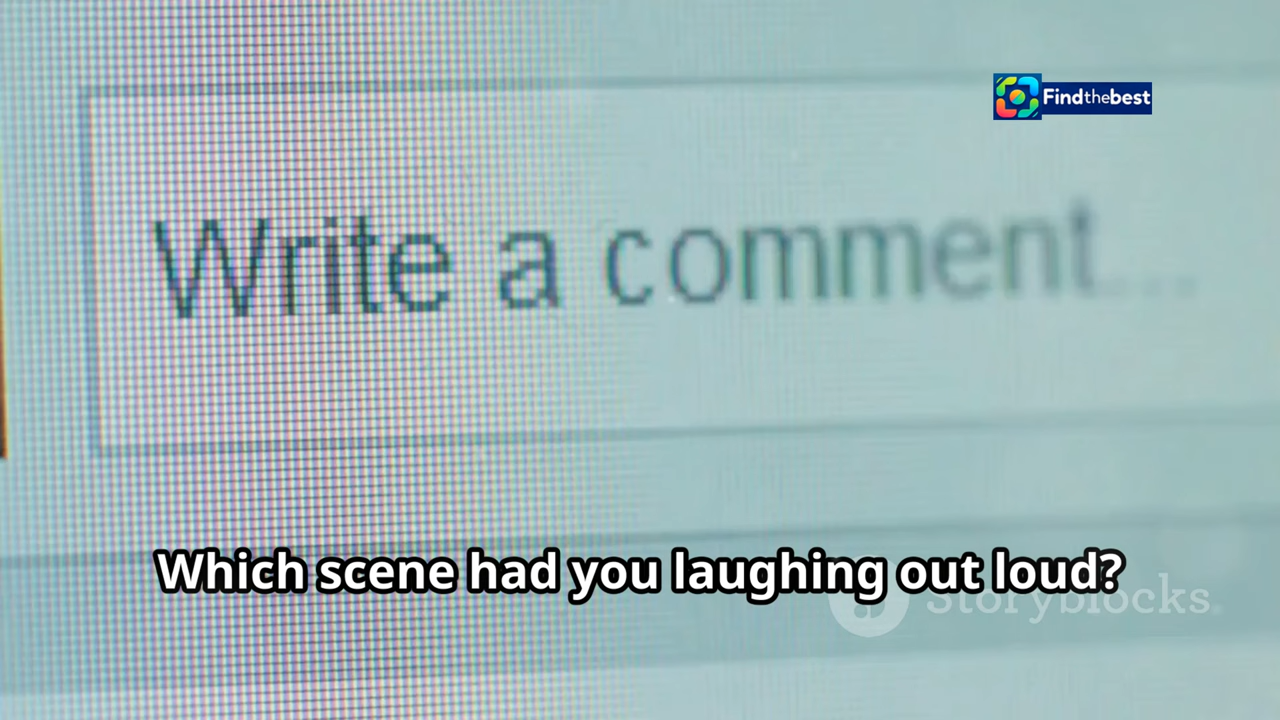 Findthebest
Write a comment...
Which scene had you laughing out loud?
Storyblocks